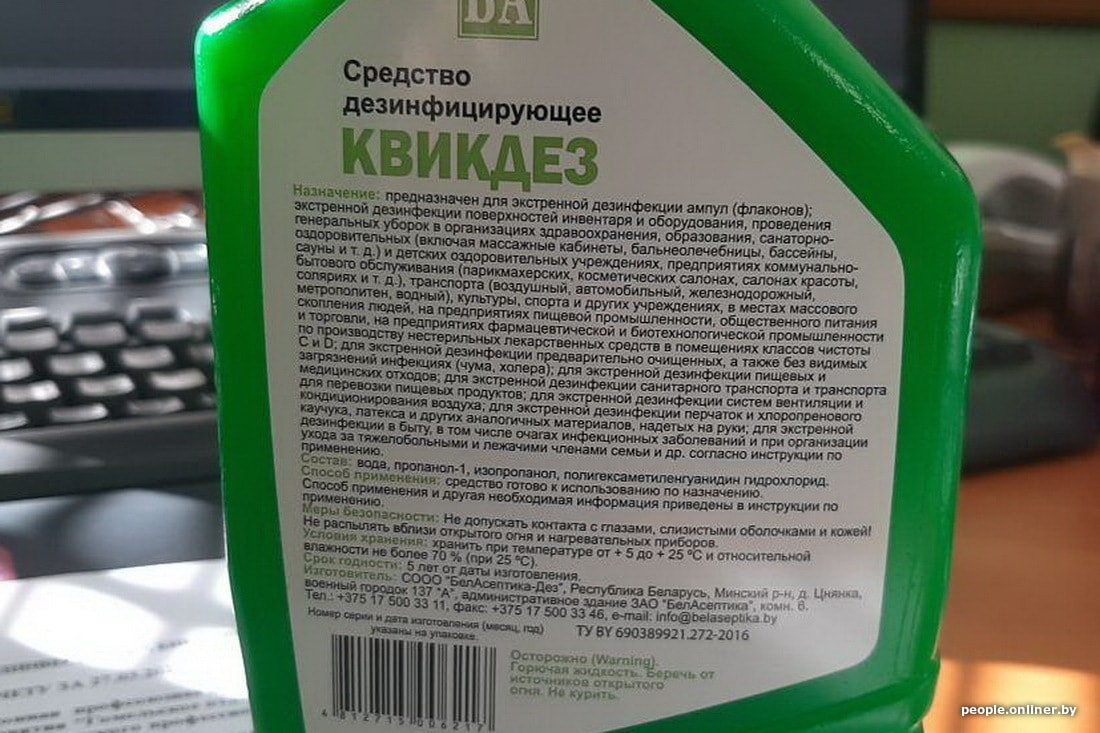 БА
Средство
дезинфицирующее
КВИКДЕЗ
Назначение: предназначен для экстренной дезинфекции ампул (флаконов);
экстренной дезинфекции поверхностей инвентаря и оборудования, проведения
генеральных уборок в организациях здравоохранения, образования, санаторно-
оздоровительных (включая массажные кабинеты, бальнеолечебницы, бассейны,
сауны и т. д.) и детских оздоровительных учреждениях, предприятиях коммунально-
бытового обслуживания (парикмахерских, косметических салонах, салонах красоты,
соляриях и т. д.), транспорта (воздушный, автомобильный, железнодорожный,
метрополитен, водный), культуры, спорта и других учреждениях, в местах массового
скопления людей, на предприятиях пищевой промышленности, общественного питания
и торговли, на предприятиях фармацевтической и биотехнологической промышленности
по производству нестерильных лекарственных средств в помещениях классов чистоты
C и D; для экстренной дезинфекции предварительно очищенных, а также без видимых
загрязнений инфекциях (чума, холера); для экстренной дезинфекции пищевых и
медицинских отходов; для экстренной дезинфекции санитарного транспорта и транспорта
для перевозки пищевых продуктов; для экстренной дезинфекции систем вентиляции и
кондиционирования воздуха; для экстренной дезинфекции перчаток и хлоропренового
каучука, латекса и других аналогичных материалов, надетых на руки; для экстренной
дезинфекции в быту, в том числе очагах инфекционных заболеваний и при организации
ухода за тяжелобольными и лежачими членами семьи и др. согласно инструкции по
применению.
Состав: вода, пропанол-1, изопропанол, полигексаметиленгуанидин гидрохлорид.
Способ применения: средство готово к использованию по назначению.
Способ применения и другая необходимая информация приведены в инструкции по
применению.
Меры безопасности: Не допускать контакта с глазами, слизистыми оболочками и кожей!
Не распылять вблизи открытого огня и нагревательных приборов.
Условия хранения: хранить при температуре от + 5 до + 25 ºС и относительной
влажности не более 70 % (при 25 ºС).
Срок годности: 5 лет от даты изготовления.
Изготовитель: СООО "БелАсептика-Дез", Республика Беларусь, Минский р-н, д. Цнянка,
военный городок 137 "А", административное здание ЗАО "БелАсептика", комн. 6.
Тел.: +375 17 500 33 11, факс: +375 17 500 33 46, e-mail: info@belaseptika.by
Номер серии и дата изготовления (месяц, год)
указаны на упаковке.
ТУ BY 690389921.272-2016
Осторожно (Warning).
Горючая жидкость. Беречь от
источников открытого
огня. Не курить.
4 812715 006217
people.onliner.by